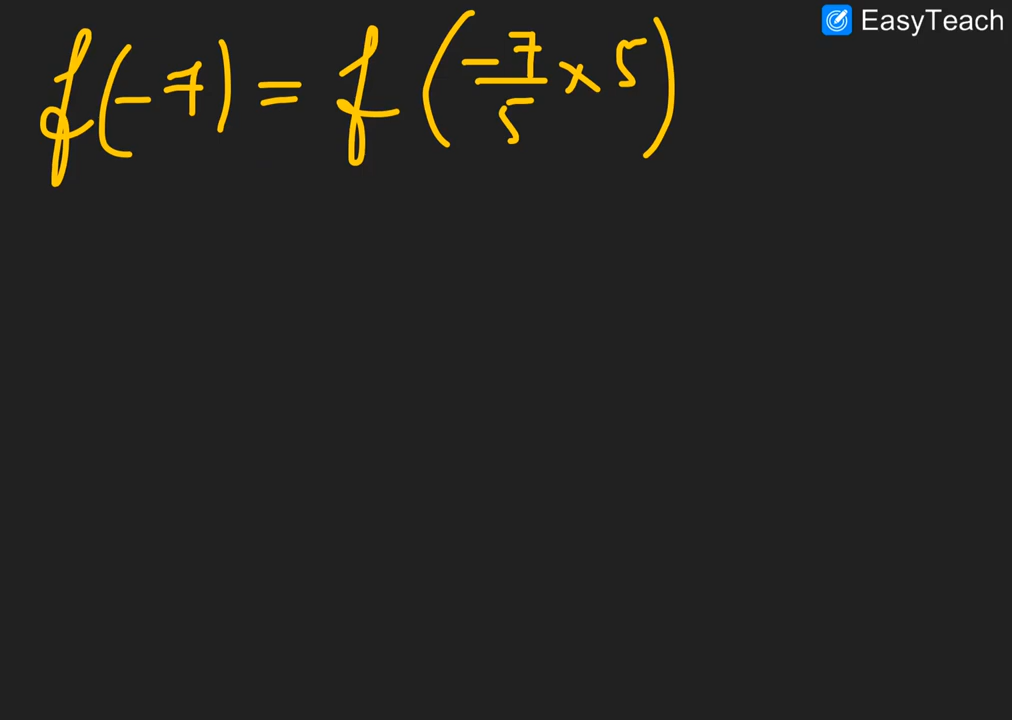 EasyTeach
f(-7) = f(-7/5 × 5)